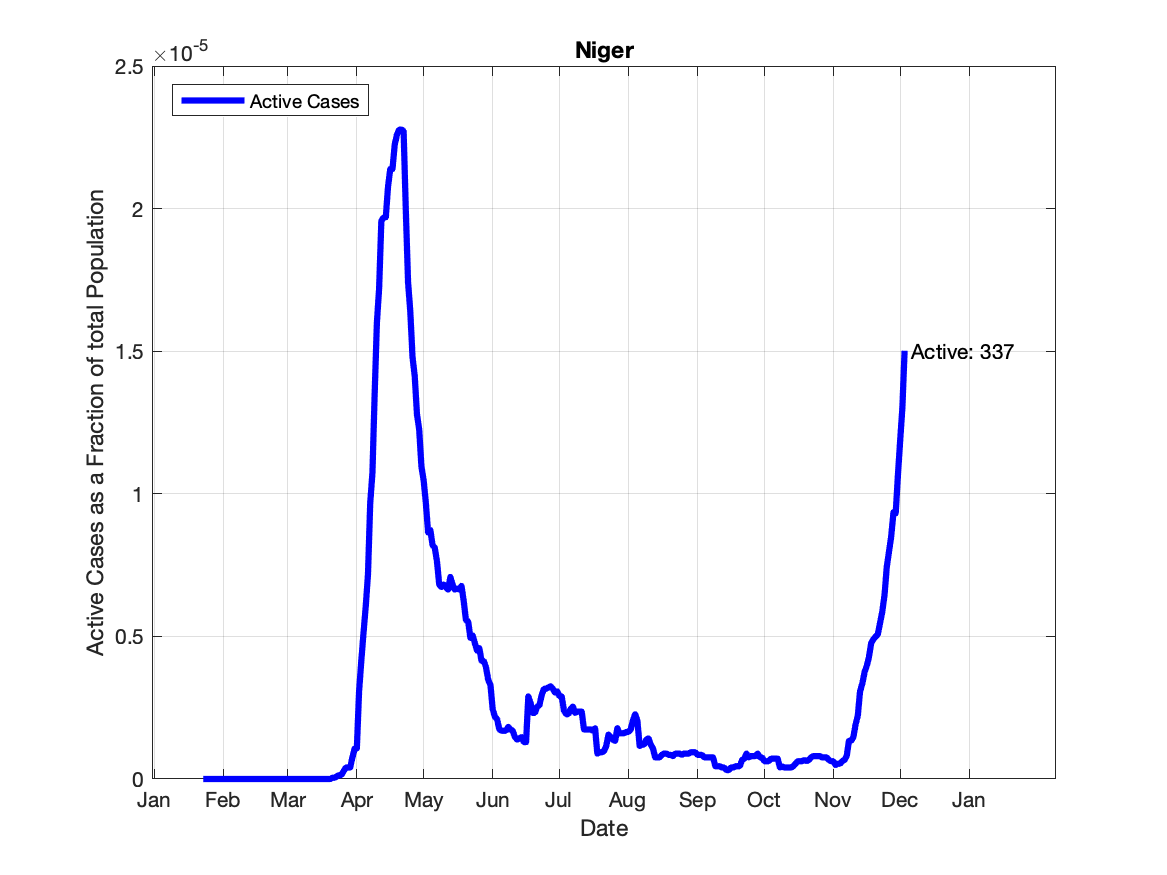 Niger
×10-5
2.5
2
1.5
1
0.5
0
Active Cases
Active: 337
Active Cases as a Fraction of total Population
Jan Feb Mar Apr May Jun Jul Aug Sep Oct Nov Dec Jan
Date